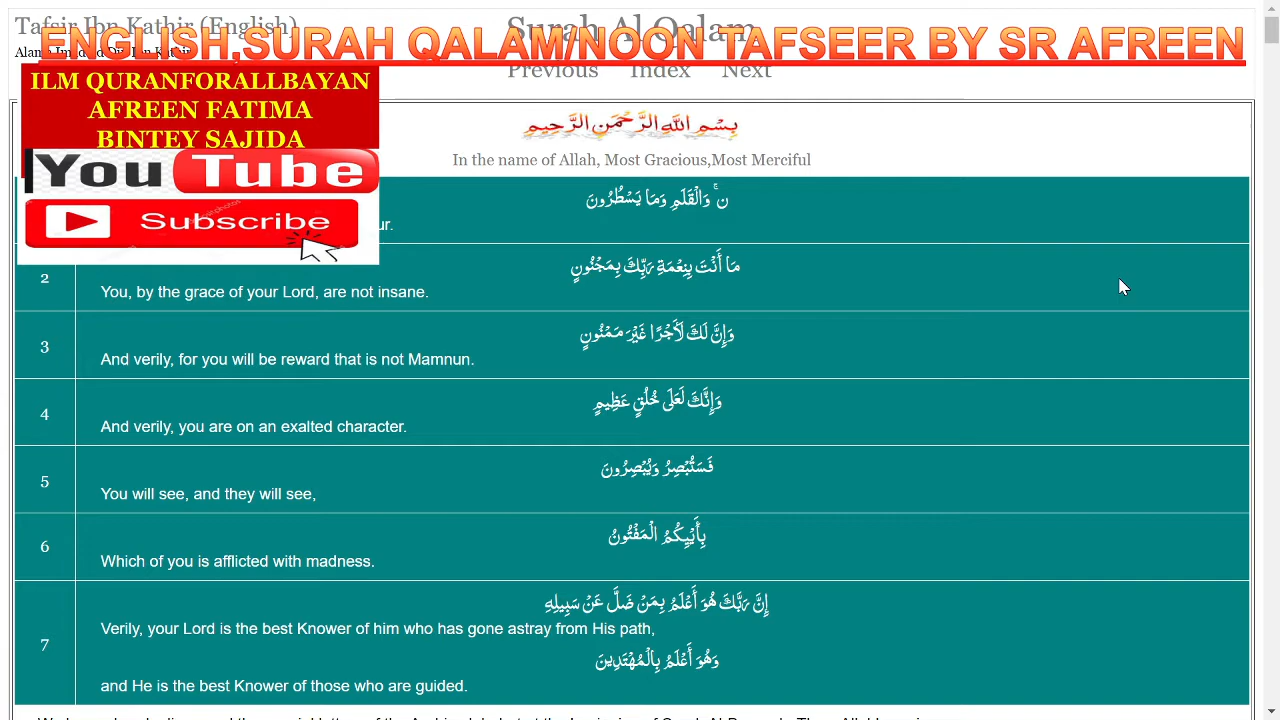 Tafsir Ibn Kathir (English)
Surah Al Qalam
ENGLISH,SURAH QALAM/NOON TAFSEER BY SR AFREEN
Previous Index Next
ILM QURANFORALLBAYAN
AFREEN FATIMA
BINTEY SAJIDA
YouTube
Subscribe
بِسْمِ اللَّهِ الرَّحْمَنِ الرَّحِيمِ
In the name of Allah, Most Gracious,Most Merciful
نۤ ۚ وَالْقَلَمِ وَمَا يَسْطُرُونَ
ur.
مَا أَنْتَ بِنِعْمَةِ رَبِّكَ بِمَجْنُونٍ
2
You, by the grace of your Lord, are not insane.
وَإِنَّ لَكَ لَأَجْرًا غَيْرَ مَمْنُونٍ
3
And verily, for you will be reward that is not Mamnun.
وَإِنَّكَ لَعَلَى خُلُقٍ عَظِيمٍ
4
And verily, you are on an exalted character.
فَسَتُبْصِرُ وَيُبْصِرُونَ
5
You will see, and they will see,
بِأَيْيِكُمُ الْمَفْتُونُ
6
Which of you is afflicted with madness.
إِنَّ رَبَّكَ هُوَ أَعْلَمُ بِمَنْ ضَلَّ عَنْ سَبِيلِهِ
Verily, your Lord is the best Knower of him who has gone astray from His path,
7
وَهُوَ أَعْلَمُ بِالْمُهْتَدِينَ
and He is the best Knower of those who are guided.